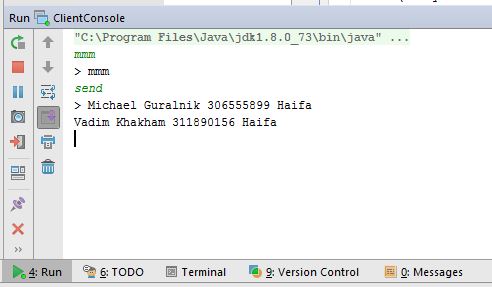 Run ClientConsole
"C:\Program Files\Java\jdk1.8.0_73\bin\java" ...
mmm
> mmm
send
> Michael Guralnik 306555899 Haifa
Vadim Khakham 311890156 Haifa
4: Run 6: TODO Terminal 9: Version Control 0: Messages